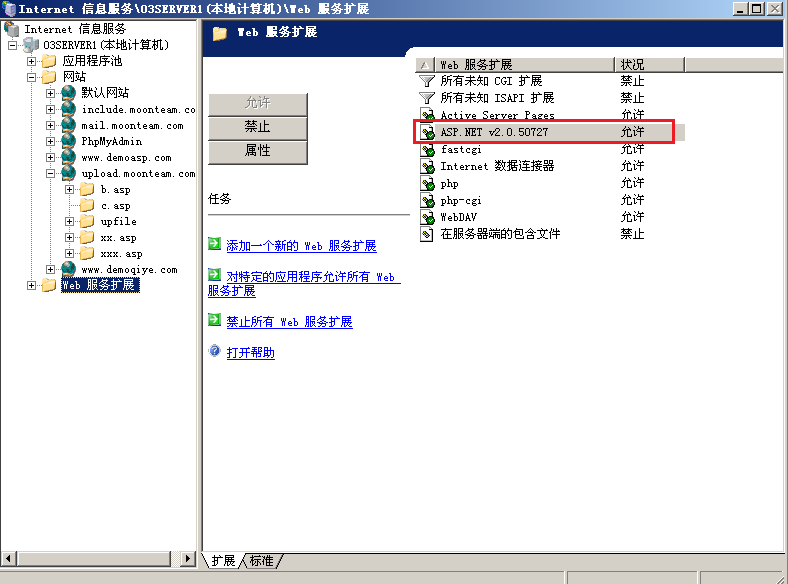 Internet 信息服务\O3SERVER1(本地计算机)\Web 服务扩展
Internet 信息服务
O3SERVER1(本地计算机)
应用程序池
网站
默认网站
include.moonteam.co
mail.moonteam.com
PhpMyAdmin
www.demoasp.com
upload.moonteam.com
b.asp
c.asp
upfile
xx.asp
xxx.asp
www.demoqiye.com
Web 服务扩展
Web 服务扩展
允许
禁止
属性
任务
添加一个新的 Web 服务扩展
对特定的应用程序允许所有 Web
服务扩展
禁止所有 Web 服务扩展
打开帮助
Web 服务扩展 状况
所有未知 CGI 扩展 禁止
所有未知 ISAPI 扩展 禁止
Active Server Pages 允许
ASP.NET v2.0.50727 允许
fastcgi 允许
Internet 数据连接器 允许
php 允许
php-cgi 允许
WebDAV 允许
在服务器端的包含文件 禁止
扩展 标准